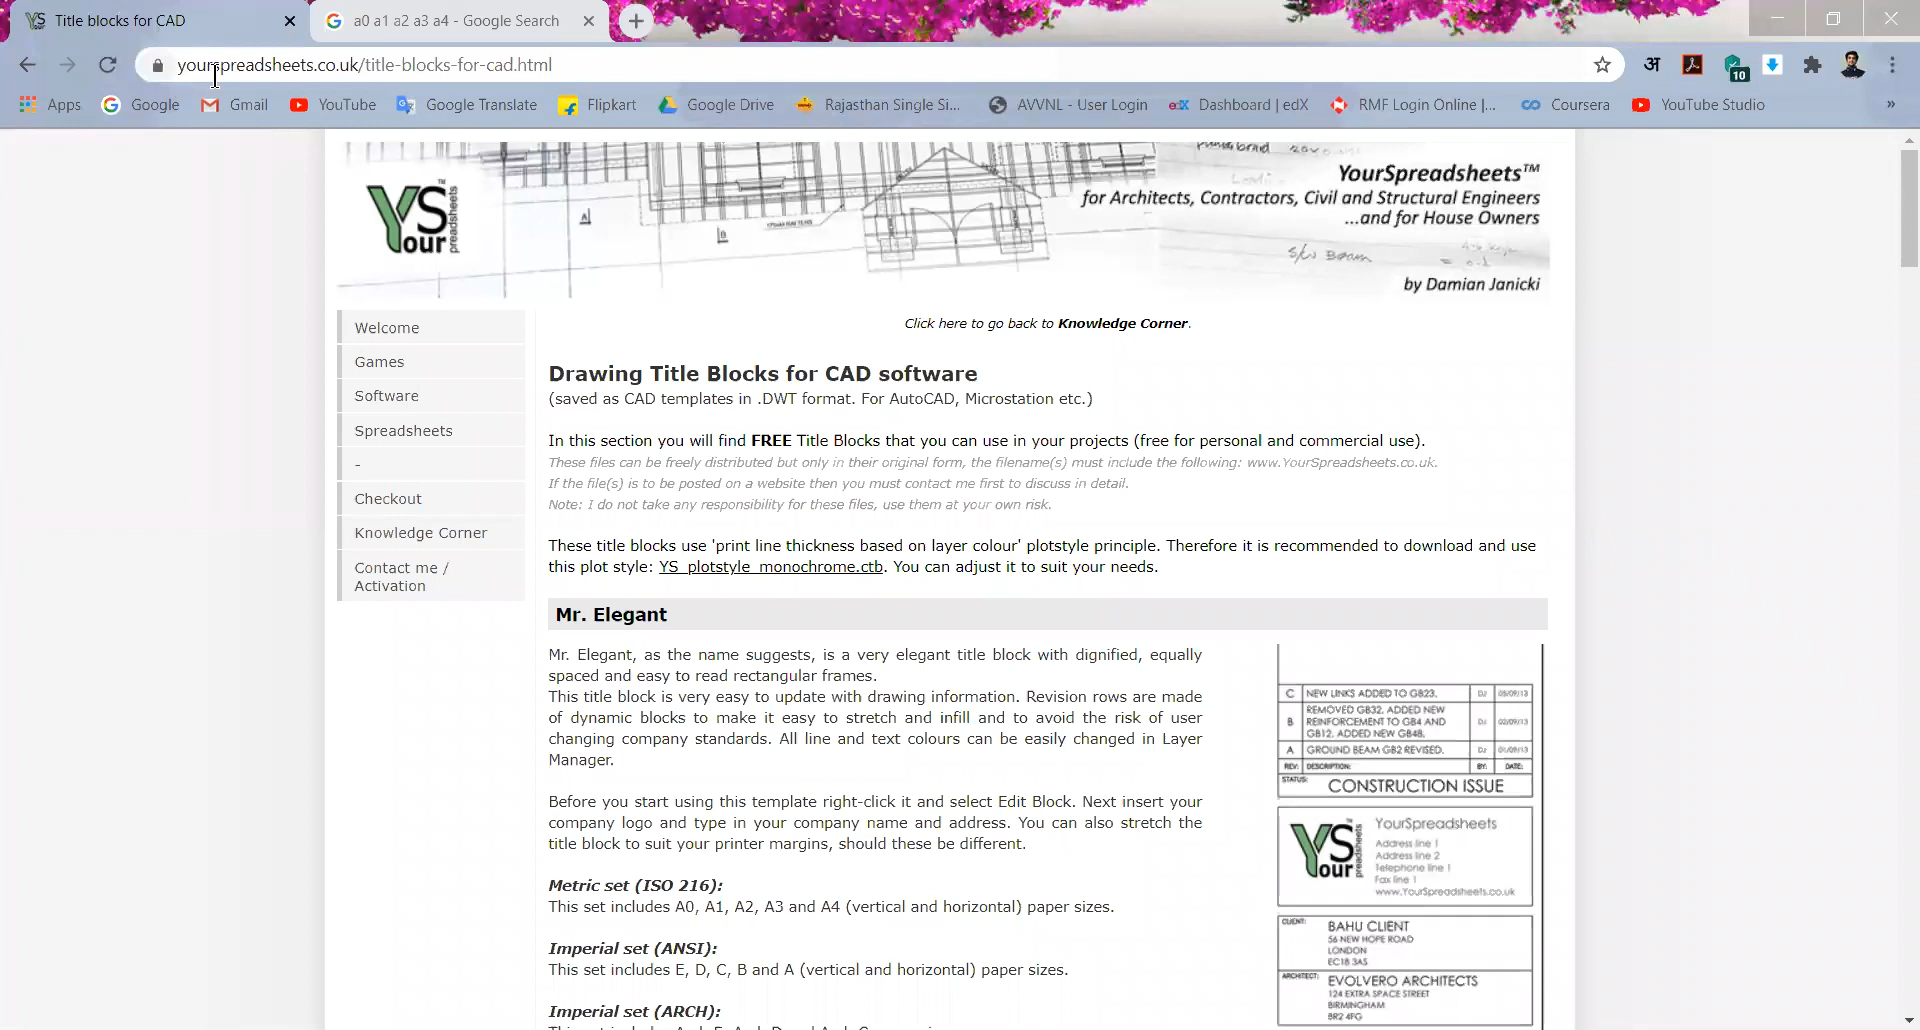 Title blocks for CAD
a0 a1 a2 a3 a4 - Google Search
yourspreadsheets.co.uk/title-blocks-for-cad.html
अ
10
Apps
Google
Gmail
YouTube
Google Translate
Flipkart
Google Drive
Rajasthan Single Si...
AVVNL - User Login
edX
Dashboard | edX
RMF Login Online |...
Coursera
YouTube Studio
»
YS
Your
preadsheets
A
B
YourSpreadsheets™
for Architects, Contractors, Civil and Structural Engineers
...and for House Owners
Beam
by Damian Janicki
Welcome
Games
Software
Spreadsheets
-
Checkout
Knowledge Corner
Contact me /
Activation
Click here to go back to Knowledge Corner.
Drawing Title Blocks for CAD software
(saved as CAD templates in .DWT format. For AutoCAD, Microstation etc.)
In this section you will find FREE Title Blocks that you can use in your projects (free for personal and commercial use).
These files can be freely distributed but only in their original form, the filename(s) must include the following: www.YourSpreadsheets.co.uk.
If the file(s) is to be posted on a website then you must contact me first to discuss in detail.
Note: I do not take any responsibility for these files, use them at your own risk.
These title blocks use 'print line thickness based on layer colour' plotstyle principle. Therefore it is recommended to download and use
this plot style: YS_plotstyle_monochrome.ctb. You can adjust it to suit your needs.
Mr. Elegant
Mr. Elegant, as the name suggests, is a very elegant title block with dignified, equally
spaced and easy to read rectangular frames.
This title block is very easy to update with drawing information. Revision rows are made
of dynamic blocks to make it easy to stretch and infill and to avoid the risk of user
changing company standards. All line and text colours can be easily changed in Layer
Manager.
Before you start using this template right-click it and select Edit Block. Next insert your
company logo and type in your company name and address. You can also stretch the
title block to suit your printer margins, should these be different.
Metric set (ISO 216):
This set includes A0, A1, A2, A3 and A4 (vertical and horizontal) paper sizes.
Imperial set (ANSI):
This set includes E, D, C, B and A (vertical and horizontal) paper sizes.
Imperial set (ARCH):
C NEW LINKS ADDED TO GB23. DJ 05/09/13
B REMOVED GB32. ADDED NEW DJ 02/09/13
REINFORCEMENT TO GB4 AND
GB12. ADDED NEW GB48.
A GROUND BEAM GB2 REVISED. DJ 01/09/13
REV: DESCRIPTION: BY: DATE:
STATUS: CONSTRUCTION ISSUE
YS
Your
preadsheets
YourSpreadsheets
Address line 1
Address line 2
Telephone line 1
Fax line 1
www.YourSpreadsheets.co.uk
CLIENT: BAHU CLIENT
56 NEW HOPE ROAD
LONDON
EC18 3AS
ARCHITECT: EVOLVERO ARCHITECTS
124 EXTRA SPACE STREET
BIRMINGHAM
BR2 4FG